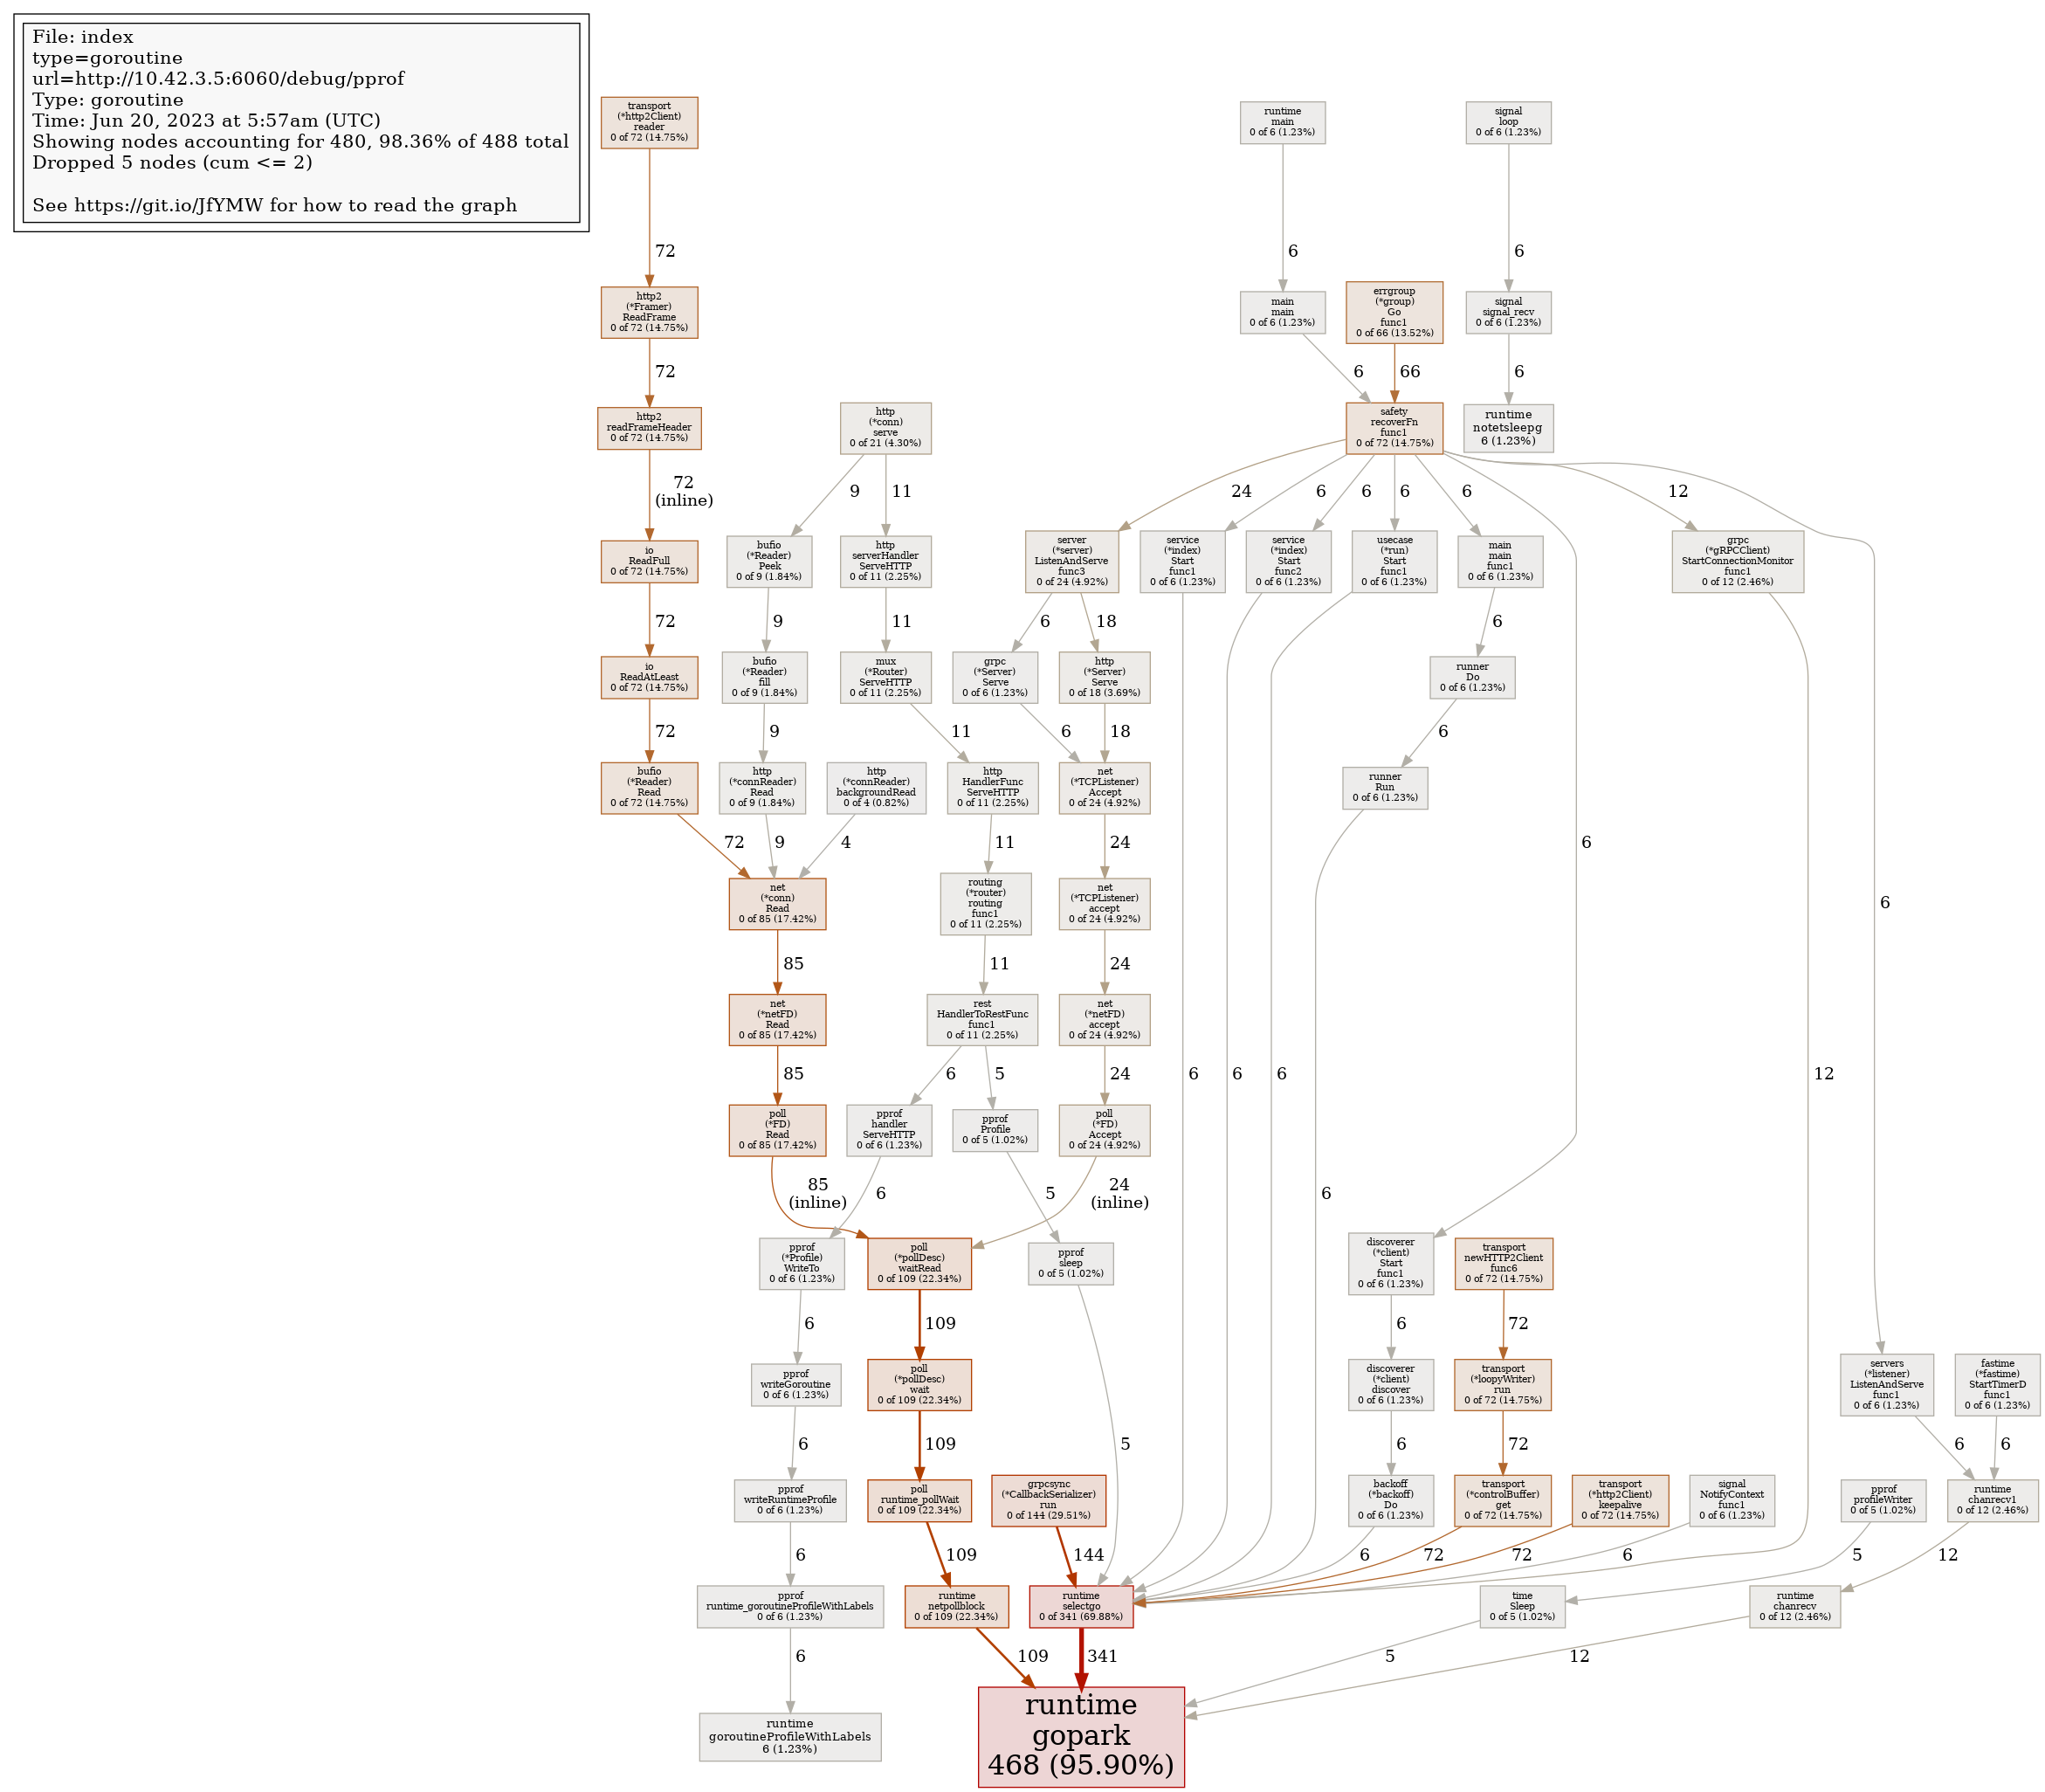 File: index
type=goroutine
url=http://10.42.3.5:6060/debug/pprof
Type: goroutine
Time: Jun 20, 2023 at 5:57am (UTC)
Showing nodes accounting for 480, 98.36% of 488 total
Dropped 5 nodes (cum <= 2)
See https://git.io/JfYMW for how to read the graph
transport
(*http2Client)
reader
0 of 72 (14.75%)
runtime
main
0 of 6 (1.23%)
signal
loop
0 of 6 (1.23%)
72
6
6
http2
(*Framer)
ReadFrame
0 of 72 (14.75%)
main
main
0 of 6 (1.23%)
errgroup
(*group)
Go
func1
0 of 66 (13.52%)
signal
signal_recv
0 of 6 (1.23%)
72
6
66
6
http2
readFrameHeader
0 of 72 (14.75%)
http
(*conn)
serve
0 of 21 (4.30%)
safety
recoverFn
func1
0 of 72 (14.75%)
runtime
notetsleepg
6 (1.23%)
72
(inline)
9
11
24
6
6
6
6
12
io
ReadFull
0 of 72 (14.75%)
bufio
(*Reader)
Peek
0 of 9 (1.84%)
http
serverHandler
ServeHTTP
0 of 11 (2.25%)
server
(*server)
ListenAndServe
func3
0 of 24 (4.92%)
service
(*index)
Start
func1
0 of 6 (1.23%)
service
(*index)
Start
func2
0 of 6 (1.23%)
usecase
(*run)
Start
func1
0 of 6 (1.23%)
main
main
func1
0 of 6 (1.23%)
grpc
(*gRPCClient)
StartConnectionMonitor
func1
0 of 12 (2.46%)
72
9
11
6
18
6
io
ReadAtLeast
0 of 72 (14.75%)
bufio
(*Reader)
fill
0 of 9 (1.84%)
mux
(*Router)
ServeHTTP
0 of 11 (2.25%)
grpc
(*Server)
Serve
0 of 6 (1.23%)
http
(*Server)
Serve
0 of 18 (3.69%)
runner
Do
0 of 6 (1.23%)
72
9
11
6
18
6
bufio
(*Reader)
Read
0 of 72 (14.75%)
http
(*connReader)
Read
0 of 9 (1.84%)
http
(*connReader)
backgroundRead
0 of 4 (0.82%)
http
HandlerFunc
ServeHTTP
0 of 11 (2.25%)
net
(*TCPListener)
Accept
0 of 24 (4.92%)
runner
Run
0 of 6 (1.23%)
72
9
4
11
24
6
net
(*conn)
Read
0 of 85 (17.42%)
routing
(*router)
routing
func1
0 of 11 (2.25%)
net
(*TCPListener)
accept
0 of 24 (4.92%)
6
85
11
24
net
(*netFD)
Read
0 of 85 (17.42%)
rest
HandlerToRestFunc
func1
0 of 11 (2.25%)
net
(*netFD)
accept
0 of 24 (4.92%)
85
6
5
24
6
6
6
12
poll
(*FD)
Read
0 of 85 (17.42%)
pprof
handler
ServeHTTP
0 of 6 (1.23%)
pprof
Profile
0 of 5 (1.02%)
poll
(*FD)
Accept
0 of 24 (4.92%)
85
(inline)
6
5
24
(inline)
6
pprof
(*Profile)
WriteTo
0 of 6 (1.23%)
poll
(*pollDesc)
waitRead
0 of 109 (22.34%)
pprof
sleep
0 of 5 (1.02%)
discoverer
(*client)
Start
func1
0 of 6 (1.23%)
transport
newHTTP2Client
func6
0 of 72 (14.75%)
6
109
6
72
pprof
writeGoroutine
0 of 6 (1.23%)
poll
(*pollDesc)
wait
0 of 109 (22.34%)
discoverer
(*client)
discover
0 of 6 (1.23%)
transport
(*loopyWriter)
run
0 of 72 (14.75%)
servers
(*listener)
ListenAndServe
func1
0 of 6 (1.23%)
fastime
(*fastime)
StartTimerD
func1
0 of 6 (1.23%)
6
109
5
6
72
6
6
pprof
writeRuntimeProfile
0 of 6 (1.23%)
poll
runtime_pollWait
0 of 109 (22.34%)
grpcsync
(*CallbackSerializer)
run
0 of 144 (29.51%)
backoff
(*backoff)
Do
0 of 6 (1.23%)
transport
(*controlBuffer)
get
0 of 72 (14.75%)
transport
(*http2Client)
keepalive
0 of 72 (14.75%)
signal
NotifyContext
func1
0 of 6 (1.23%)
pprof
profileWriter
0 of 5 (1.02%)
runtime
chanrecv1
0 of 12 (2.46%)
6
109
144
6
72
72
6
5
12
pprof
runtime_goroutineProfileWithLabels
0 of 6 (1.23%)
runtime
netpollblock
0 of 109 (22.34%)
runtime
selectgo
0 of 341 (69.88%)
time
Sleep
0 of 5 (1.02%)
runtime
chanrecv
0 of 12 (2.46%)
6
109
341
5
12
runtime
goroutineProfileWithLabels
6 (1.23%)
runtime
gopark
468 (95.90%)